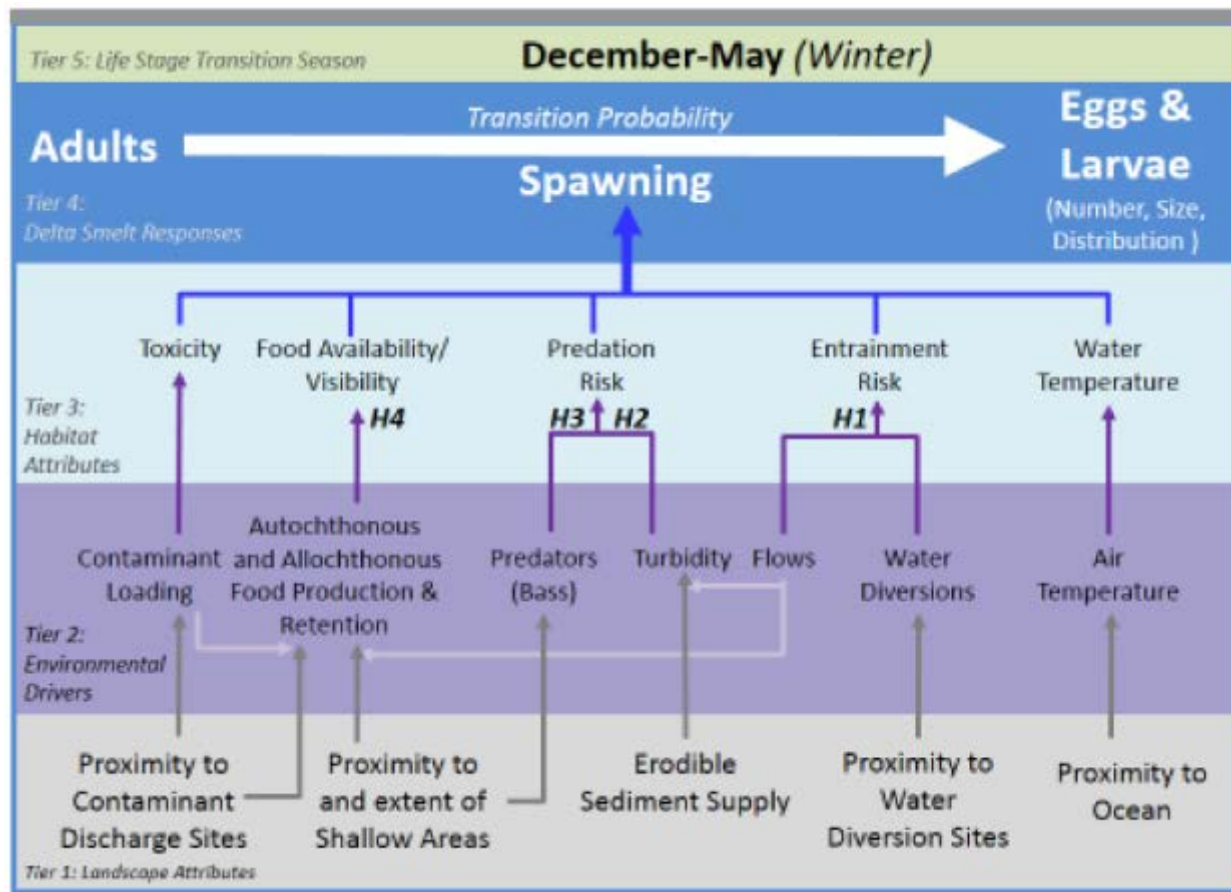 Tier 5: Life Stage Transition Season
December-May (Winter)
Adults
Transition Probability
Spawning
Eggs &
Larvae
(Number, Size,
Distribution )
Tier 4:
Delta Smelt Responses
Toxicity
Food Availability/
Visibility
Predation
Risk
Entrainment
Risk
Water
Temperature
H4
H3
H2
H1
Tier 3:
Habitat
Attributes
Contaminant
Loading
Autochthonous
and Allochthonous
Food Production &
Retention
Predators
(Bass)
Turbidity
Flows
Water
Diversions
Air
Temperature
Tier 2:
Environmental
Drivers
Proximity to
Contaminant
Discharge Sites
Proximity to
and extent of
Shallow Areas
Erodible
Sediment Supply
Proximity to
Water
Diversion Sites
Proximity to
Ocean
Tier 1: Landscape Attributes